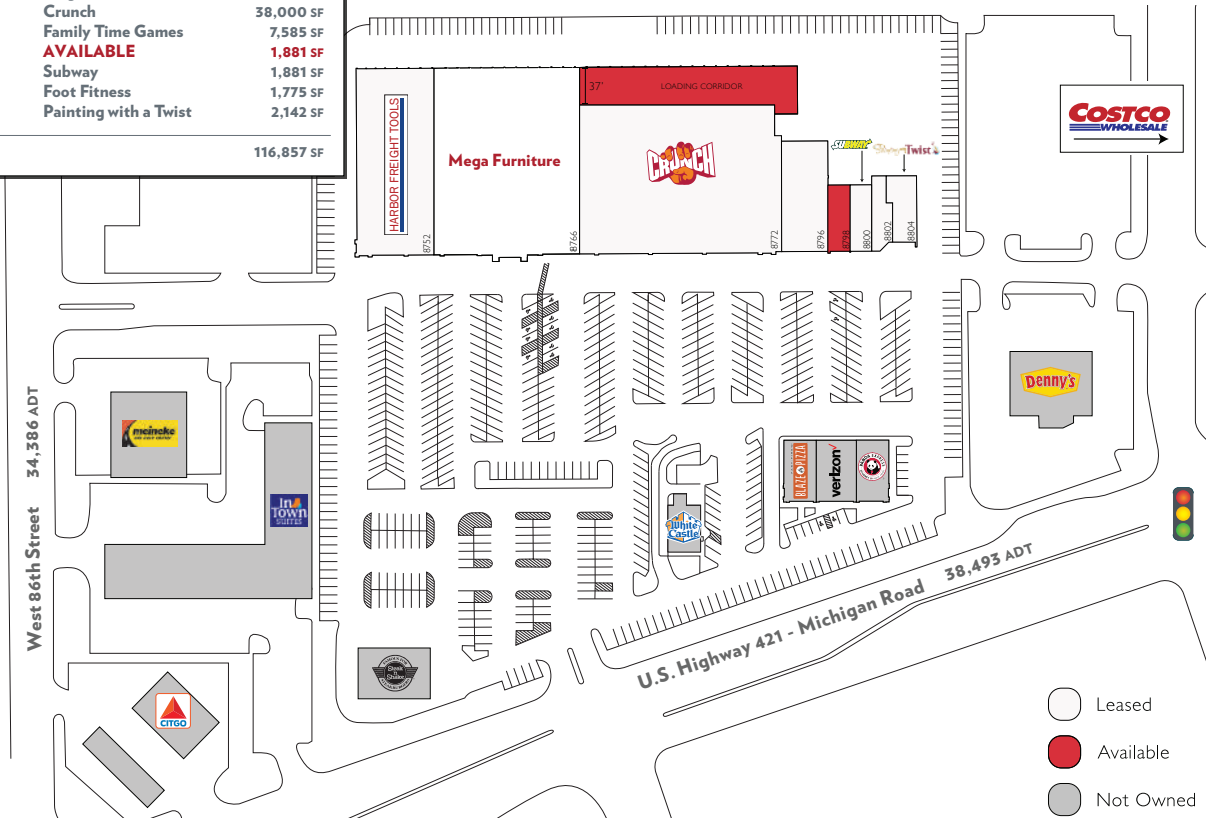 Crunch 38,000 SF
Family Time Games 7,585 SF
AVAILABLE 1,881 SF
Subway 1,881 SF
Foot Fitness 1,775 SF
Painting with a Twist 2,142 SF
116,857 SF
37'
LOADING CORRIDOR
HARBOR FREIGHT TOOLS
Mega Furniture
CRUNCH
SUBWAY
Twist
COSTCO
WHOLESALE
8752
8766
8772
8796
8798
8800
8802
8804
Denny's
meineke
West 86th Street 34,386 ADT
In
Town
SUITES
BLAZE PIZZA
verizon
White
Castle
U.S. Highway 421 - Michigan Road 38,493 ADT
Steak
n
Shake
CITGO
Leased
Available
Not Owned